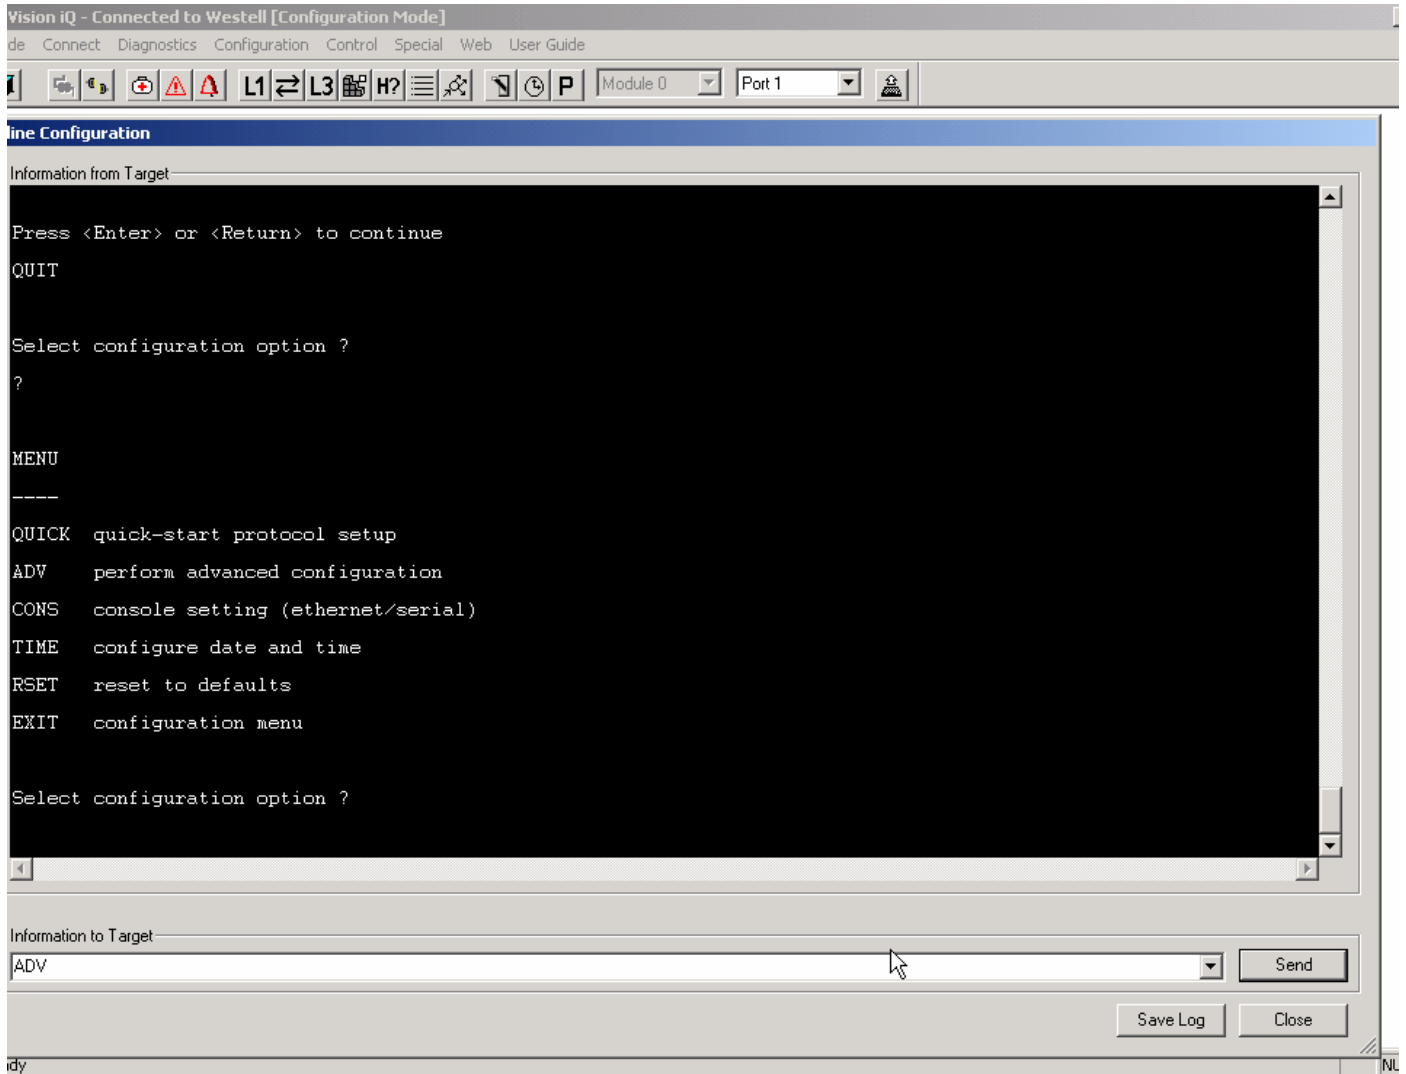 Vision iQ - Connected to Westell [Configuration Mode]
de Connect Diagnostics Configuration Control Special Web User Guide
L1 L3 H? P Module 0 Port 1
line Configuration
Information from Target
Press <Enter> or <Return> to continue
QUIT
Select configuration option ?
?
MENU
----
QUICK quick-start protocol setup
ADV perform advanced configuration
CONS console setting (ethernet/serial)
TIME configure date and time
RSET reset to defaults
EXIT configuration menu
Select configuration option ?
Information to Target
ADV Send
Save Log Close
dy NU